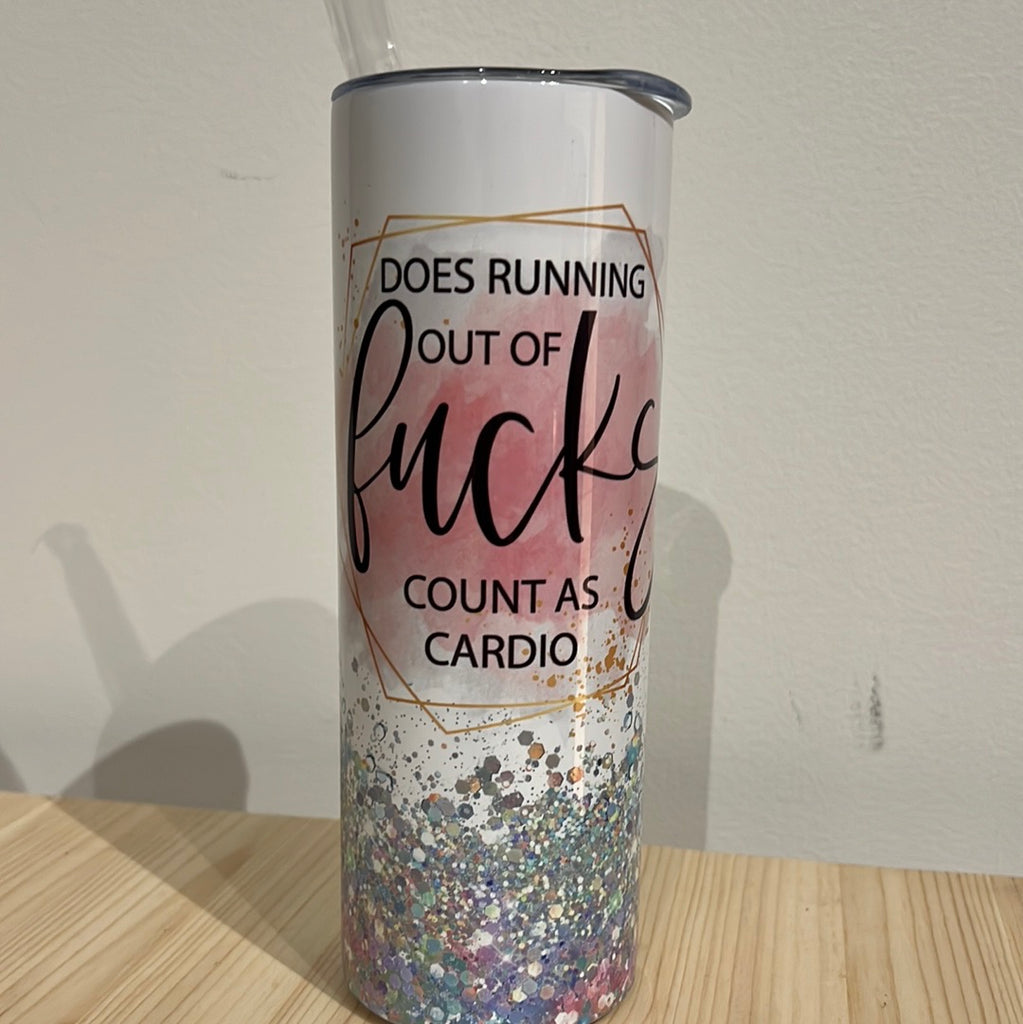 DOES RUNNING
OUT OF
fucks
COUNT AS
CARDIO